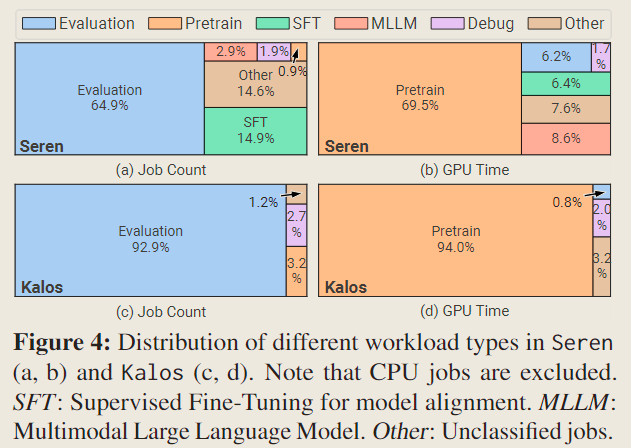 Evaluation Pretrain SFT MLLM Debug Other
2.9% 1.9%
0.9%
Evaluation
64.9%
Other
14.6%
SFT
14.9%
Seren
(a) Job Count
6.2% 1.7
%
Pretrain
69.5%
6.4%
7.6%
8.6%
Seren
(b) GPU Time
1.2%
2.7
%
Evaluation
92.9%
3.2
%
Kalos
(c) Job Count
0.8%
2.0
%
Pretrain
94.0%
3.2
%
Kalos
(d) GPU Time
Figure 4: Distribution of different workload types in Seren
(a, b) and Kalos (c, d). Note that CPU jobs are excluded.
SFT: Supervised Fine-Tuning for model alignment. MLLM:
Multimodal Large Language Model. Other: Unclassified jobs.